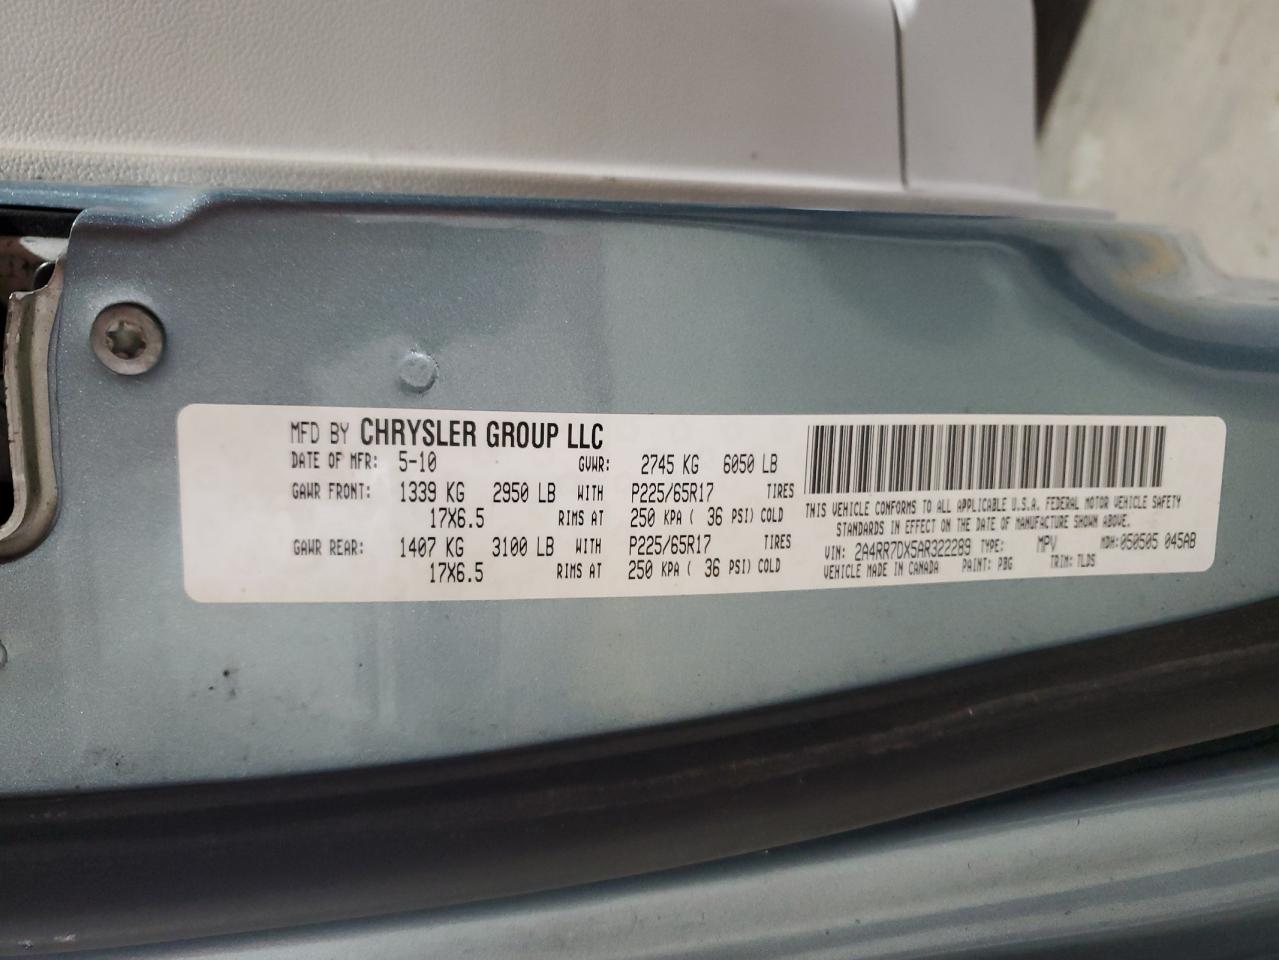 MFD BY CHRYSLER GROUP LLC
DATE OF MFR: 5-10 GVWR: 2745 KG 6050 LB
GAWR FRONT: 1339 KG 2950 LB WITH P225/65R17 TIRES
17X6.5 RIMS AT 250 KPA ( 36 PSI) COLD
GAWR REAR: 1407 KG 3100 LB WITH P225/65R17 TIRES
17X6.5 RIMS AT 250 KPA ( 36 PSI) COLD
THIS VEHICLE CONFORMS TO ALL APPLICABLE U.S.A. FEDERAL MOTOR VEHICLE SAFETY
STANDARDS IN EFFECT ON THE DATE OF MANUFACTURE SHOWN ABOVE.
VIN: 2A4RR7DX5AR322289 TYPE: MPV MDH: 050505 045AB
VEHICLE MADE IN CANADA PAINT: PBG TRIM: TLDS